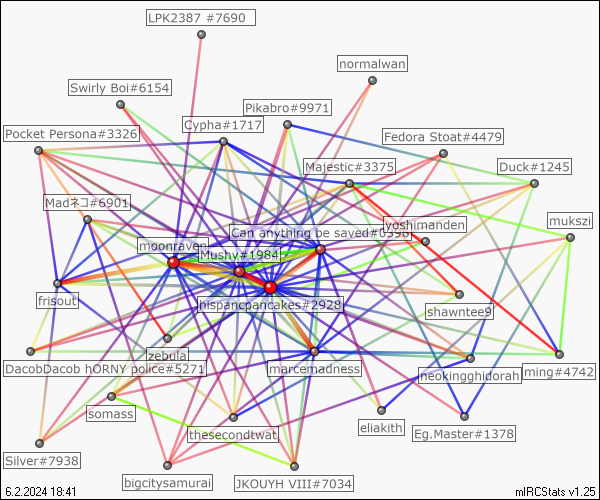 LPK2387 #7690
normalwan
Swirly Boi#6154
Pikabro#9971
Cypha#1717
Pocket Persona#3326
Fedora Stoat#4479
Majestic#3375
Duck#1245
Madネコ#6901
mukszi
yoshimanden
Can anything be saved#0398
moonraven
Mushy#1984
frisout
hispancpancakes#2928
shawntee9
zebula
DacobDacob hORNY police#5271
marcemadness
neokingghidorah
ming#4742
somass
thesecondtwat
eliakith
Eg.Master#1378
Silver#7938
bigcitysamurai
JKOUYH VIII#7034
6.2.2024 18:41
mIRCStats v1.25